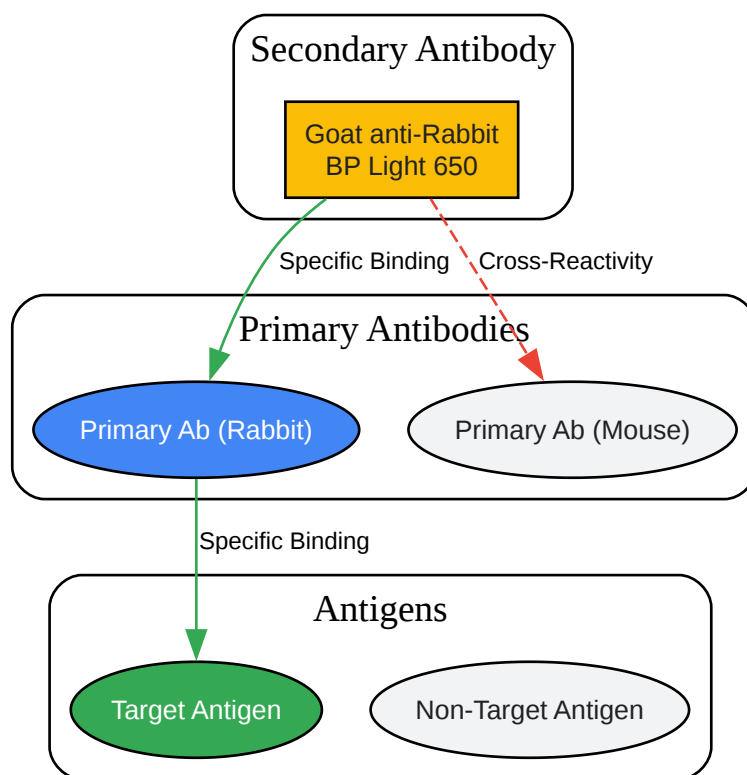 Secondary Antibody
Goat anti-Rabbit
BP Light 650
Specific Binding
Cross-Reactivity
Primary Antibodies
Primary Ab (Rabbit)
Primary Ab (Mouse)
Specific Binding
Antigens
Target Antigen
Non-Target Antigen